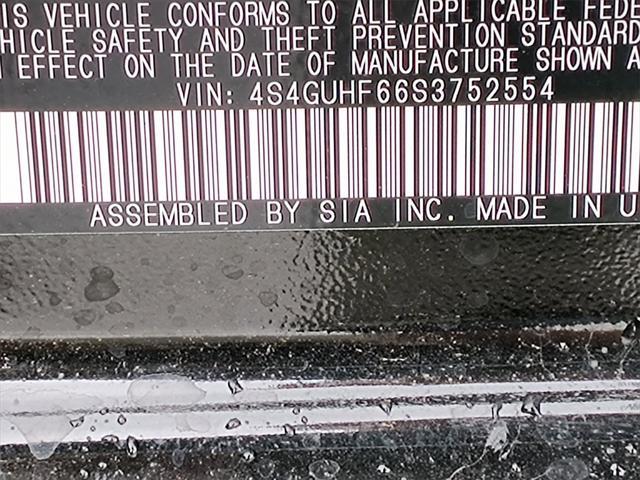 IS VEHICLE CONFORMS TO ALL APPLICABLE FEDE
HICLE SAFETY AND THEFT PREVENTION STANDARD
EFFECT ON THE DATE OF MANUFACTURE SHOWN A
VIN: 4S4GUHF66S3752554
ASSEMBLED BY SIA INC. MADE IN U